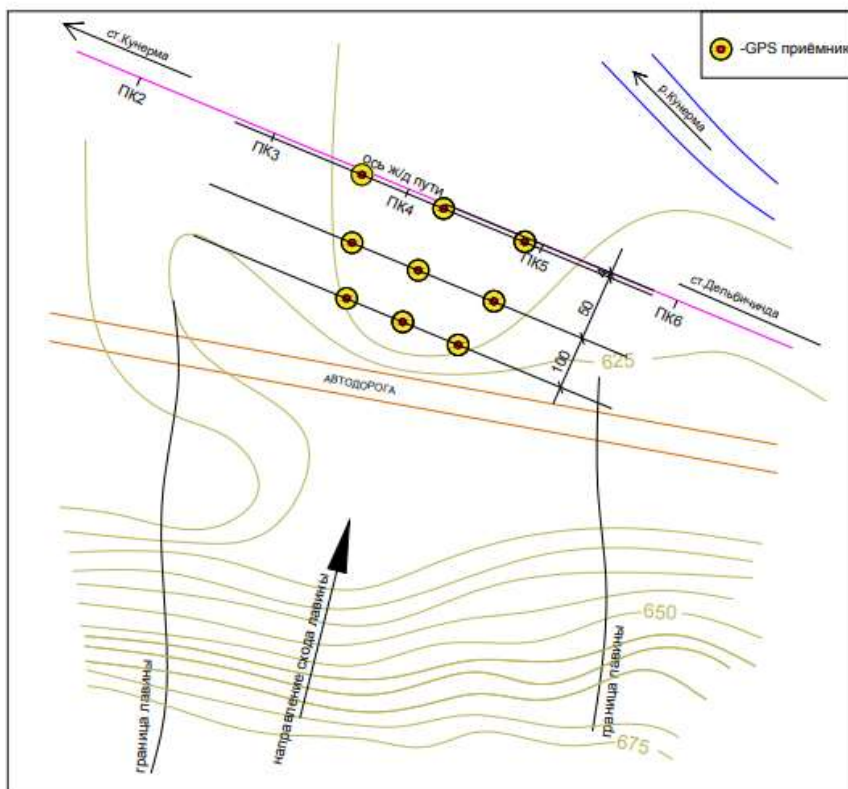 ст.Кунерма
-GPS приёмник
ПК2
р.Кунерма
ПК3
ось ж/д пути
ПК4
ПК5
4
ст.Дельбичинда
50
ПК6
100
625
АВТОДОРОГА
650
направление схода лавины
граница лавины
граница лавины
675